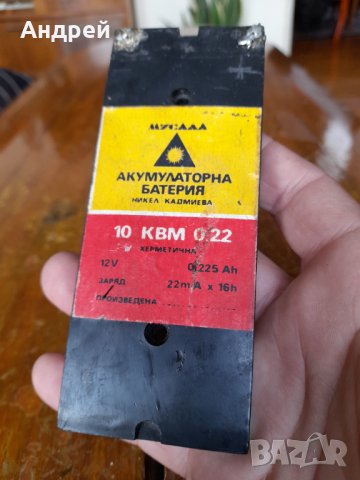 Андрей
МУСАЛА
АКУМУЛАТОРНА
БАТЕРИЯ
НИКЕЛ КАДМИЕВА
10 КВМ 0,22
ХЕРМЕТИЧНА
12V 0,225 Ah
ЗАРЯД 22mA x 16h
ПРОИЗВЕДЕНА
BAZAR